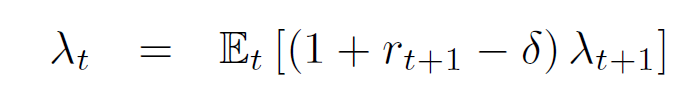 λ_t = 𝔼_t [(1 + r_{t+1} − δ) λ_{t+1}]